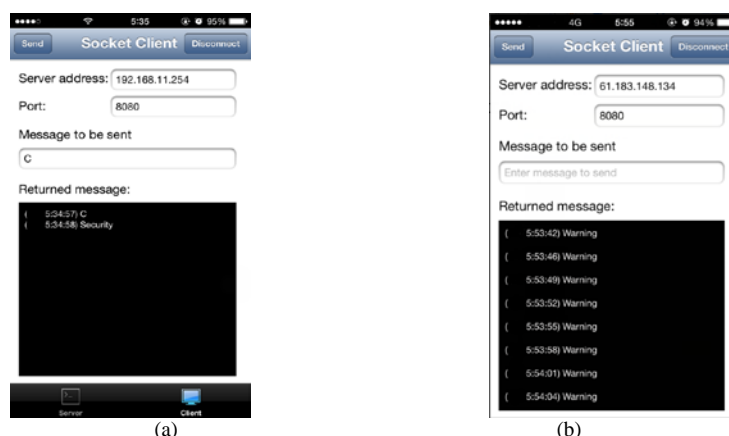 5:35 95%
Send Socket Client Disconnect
Server address: 192.168.11.254
Port: 8080
Message to be sent
C
Returned message:
( 5:34:57) C
( 5:34:58) Security
Server Client
(a)
4G 5:55 94%
Send Socket Client Disconnect
Server address: 61.183.148.134
Port: 8080
Message to be sent
Enter message to send
Returned message:
( 5:53:42) Warning
( 5:53:46) Warning
( 5:53:49) Warning
( 5:53:52) Warning
( 5:53:55) Warning
( 5:53:58) Warning
( 5:54:01) Warning
( 5:54:04) Warning
(b)